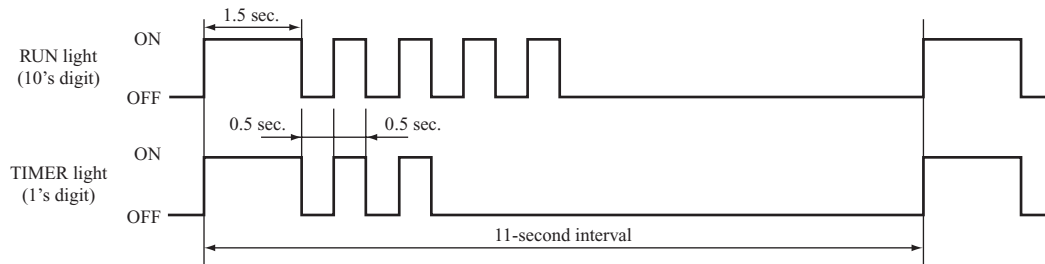 1.5 sec.
ON
RUN light
(10's digit)
OFF
0.5 sec.
0.5 sec.
ON
TIMER light
(1's digit)
OFF
11-second interval